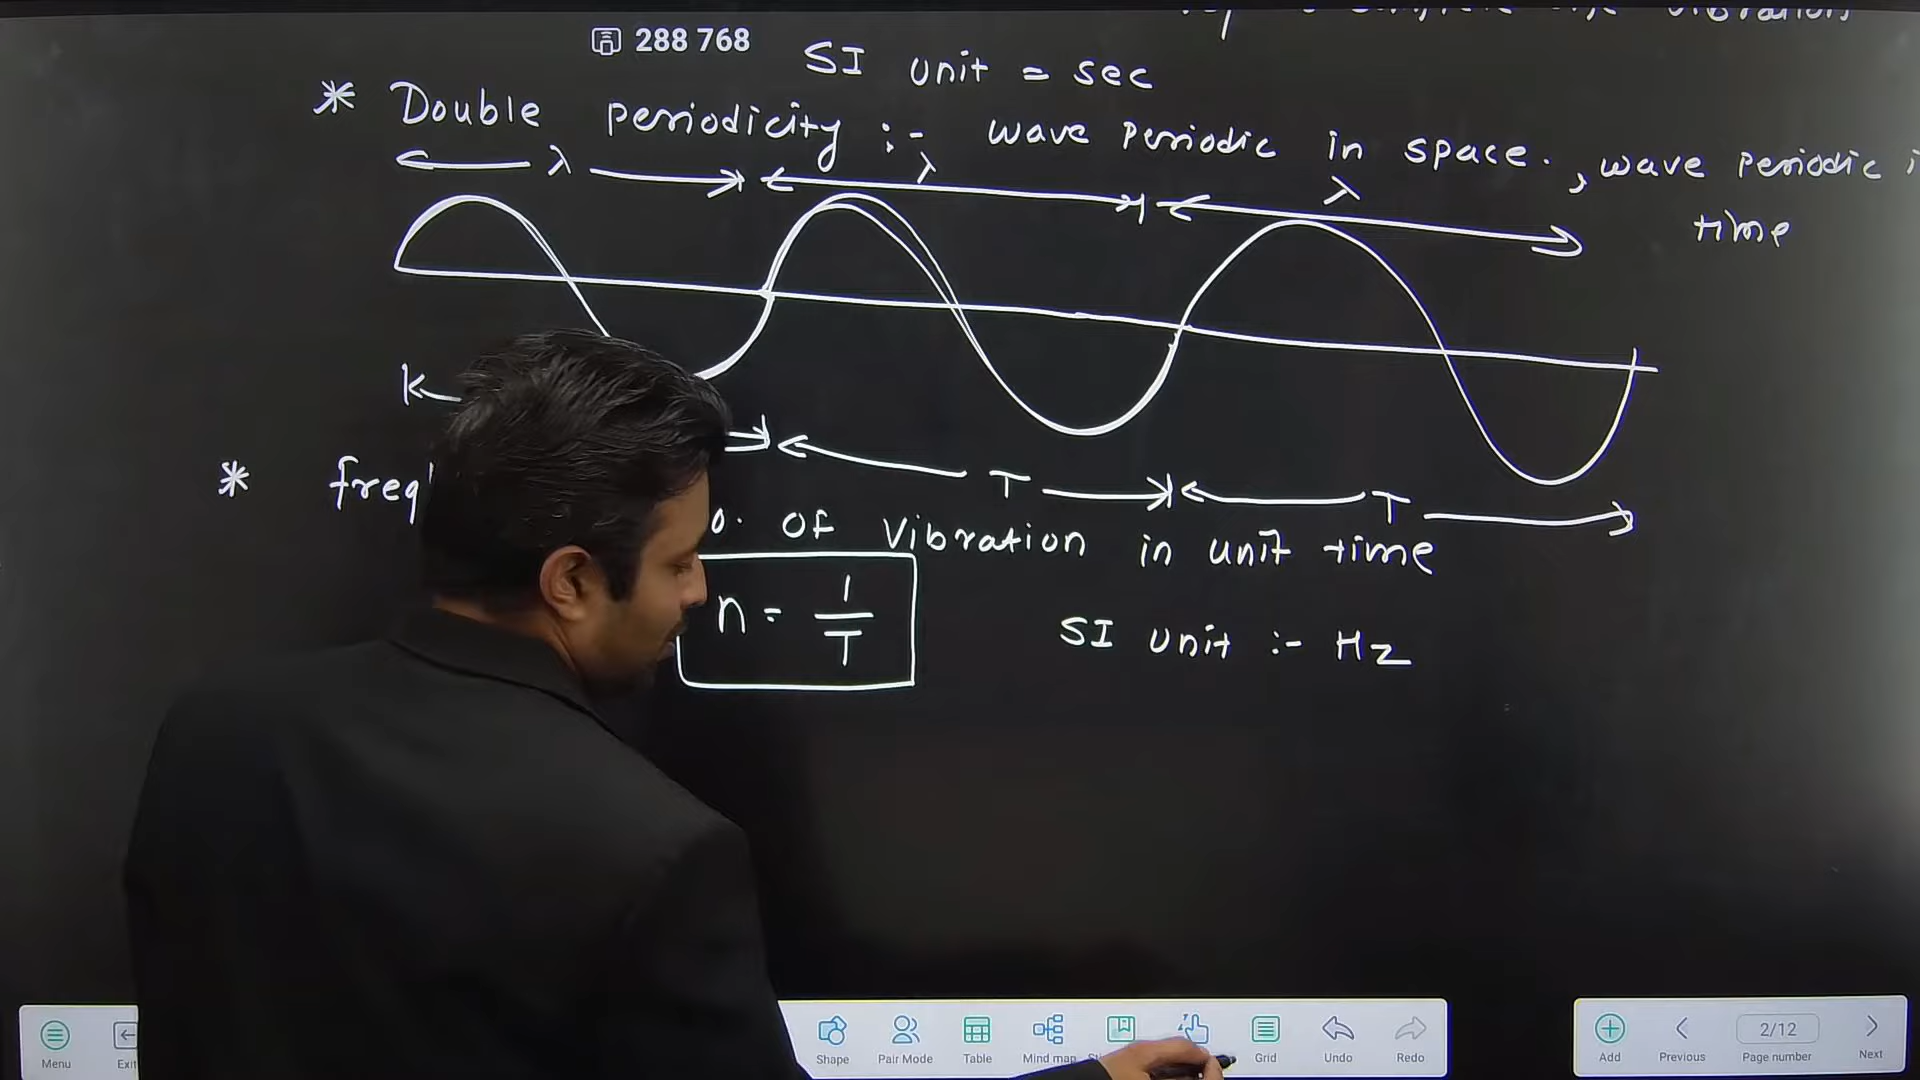 288 768
SI unit = sec
* Double periodicity :- wave periodic in space. , wave periodic
time
λ λ λ
K
T T
* freq
o. of vibration in unit time
n = 1/T
SI unit :- Hz
Menu Exit Shape Pair Mode Table Mind map Grid Undo Redo Add Previous 2/12 Page number Next